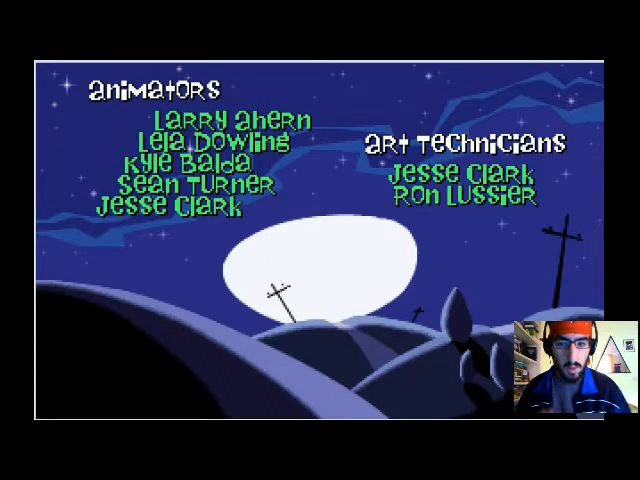 Animators
Larry Ahern
Lela Dowling
Kyle Balda
Sean Turner
Jesse Clark
Art Technicians
Jesse Clark
Ron Lussier